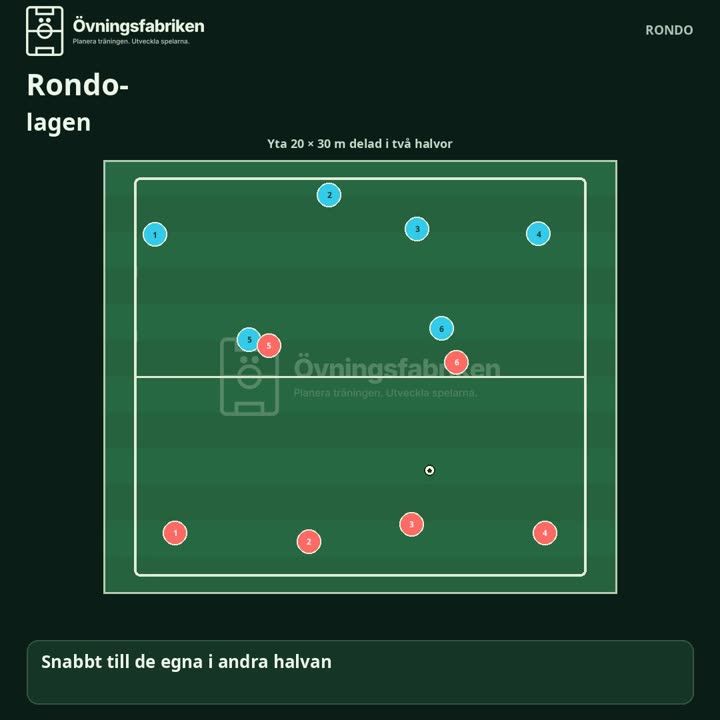 Övningsfabriken
Planera träningen. Utveckla spelarna.
RONDO
Rondo-
lagen
Yta 20 × 30 m delad i två halvor
2
1
3
4
5
5
6
6
Övningsfabriken
Planera träningen. Utveckla spelarna.
3
1
2
4
Snabbt till de egna i andra halvan